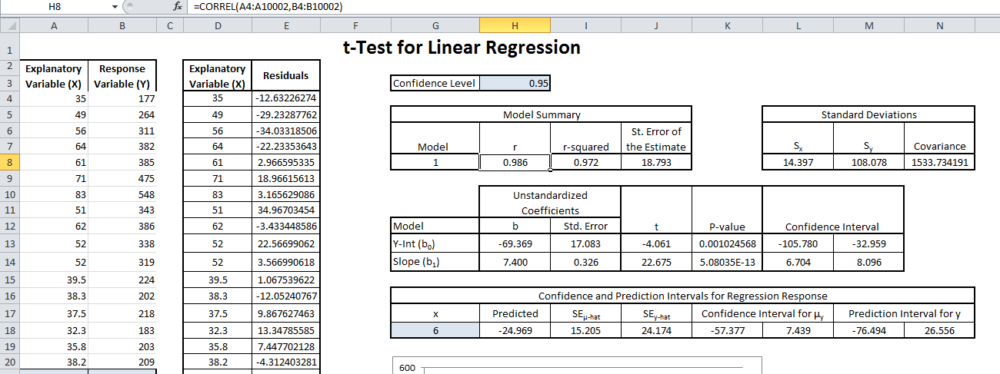 H8 fx =CORREL(A4:A10002,B4:B10002)
A B C D E F G H I J K L M N
1 t-Test for Linear Regression
2 Explanatory Response Explanatory Residuals
3 Variable (X) Variable (Y) Variable (X) Confidence Level 0.95
4 35 177 35 -12.63226274
5 49 264 49 -29.23287762 Model Summary Standard Deviations
6 56 311 56 -34.03318506 St. Error of
7 64 382 64 -22.23353643 Model r r-squared the Estimate Sx Sy Covariance
8 61 385 61 2.966595335 1 0.986 0.972 18.793 14.397 108.078 1533.734191
9 71 475 71 18.96615613
10 83 548 83 3.165629086 Unstandardized
11 51 343 51 34.96703454 Coefficients
12 62 386 62 -3.433448586 Model b Std. Error t P-value Confidence Interval
13 52 338 52 22.56699062 Y-Int (b0) -69.369 17.083 -4.061 0.001024568 -105.780 -32.959
14 52 319 52 3.566990618 Slope (b1) 7.400 0.326 22.675 5.08035E-13 6.704 8.096
15 39.5 224 39.5 1.067539622
16 38.3 202 38.3 -12.05240767 Confidence and Prediction Intervals for Regression Response
17 37.5 218 37.5 9.867627463 x Predicted SEμ-hat SEy-hat Confidence Interval for μy Prediction Interval for y
18 32.3 183 32.3 13.34785585 6 -24.969 15.205 24.174 -57.377 7.439 -76.494 26.556
19 35.8 203 35.8 7.447702128
20 38.2 209 38.2 -4.312403281 600